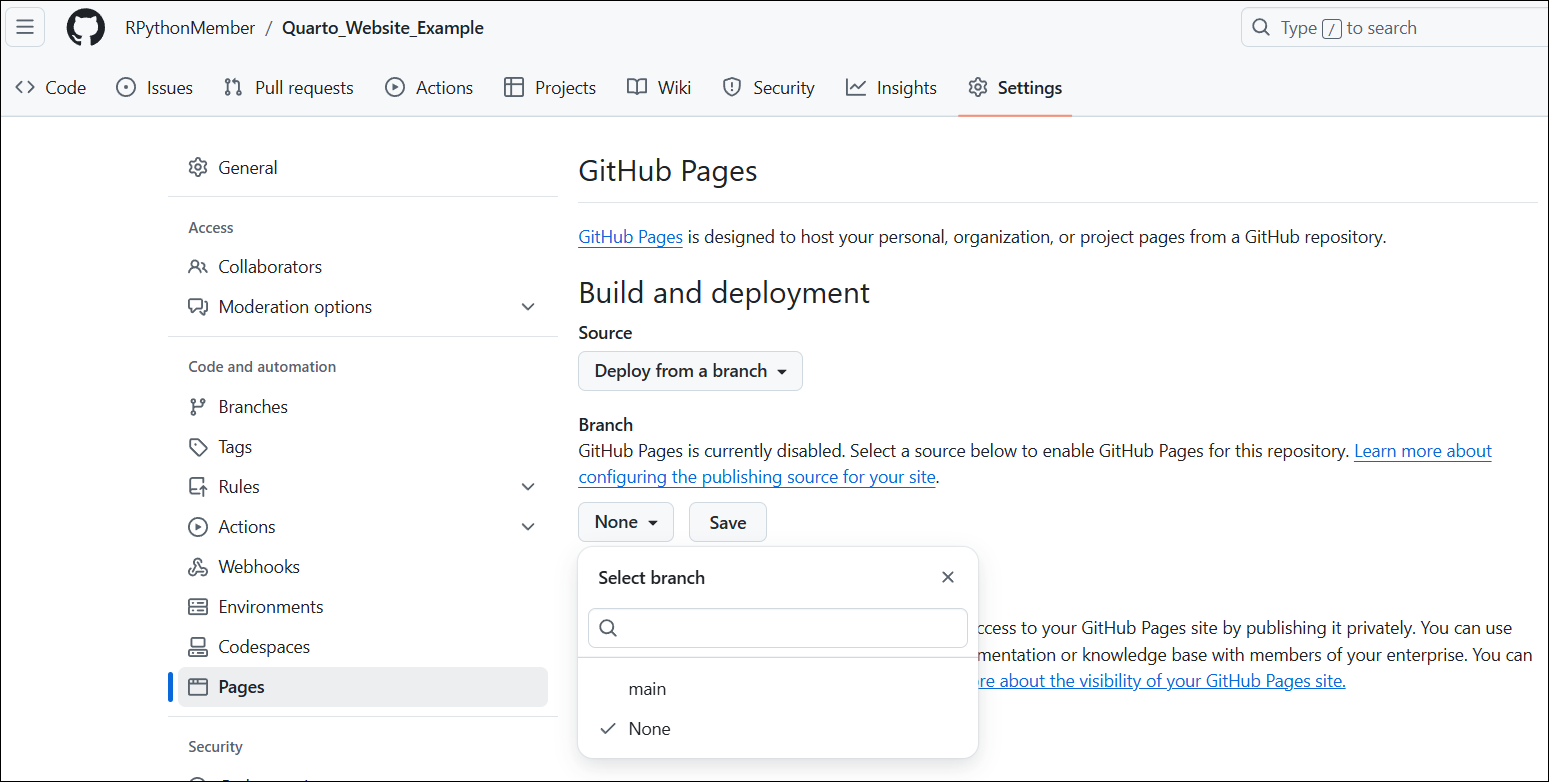 RPythonMember / Quarto_Website_Example
Type / to search
Code Issues Pull requests Actions Projects Wiki Security Insights Settings
General
Access
Collaborators
Moderation options
Code and automation
Branches
Tags
Rules
Actions
Webhooks
Environments
Codespaces
Pages
Security
GitHub Pages
GitHub Pages is designed to host your personal, organization, or project pages from a GitHub repository.
Build and deployment
Source
Deploy from a branch
Branch
GitHub Pages is currently disabled. Select a source below to enable GitHub Pages for this repository. Learn more about
configuring the publishing source for your site.
None Save
Select branch
main
None
to your GitHub Pages site by publishing it privately. You can use
or knowledge base with members of your enterprise. You can
about the visibility of your GitHub Pages site.